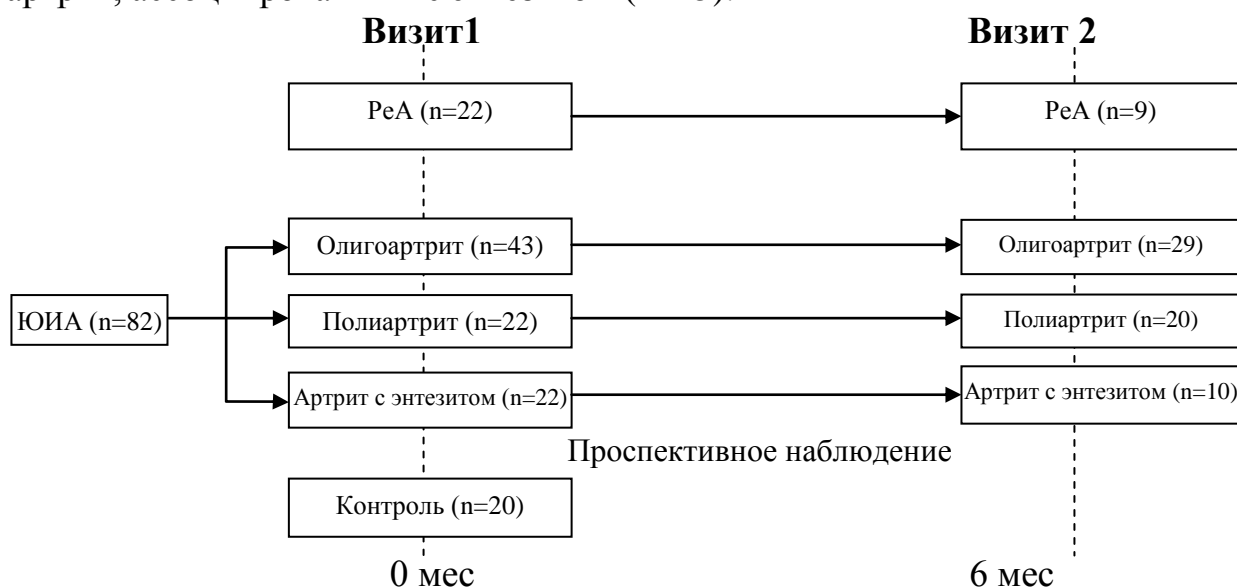 Визит1 Визит 2
РеА (n=22) РеА (n=9)
Олигоартрит (n=43) Олигоартрит (n=29)
ЮИА (n=82) Полиартрит (n=22) Полиартрит (n=20)
Артрит с энтезитом (n=22) Артрит с энтезитом (n=10)
Проспективное наблюдение
Контроль (n=20)
0 мес 6 мес